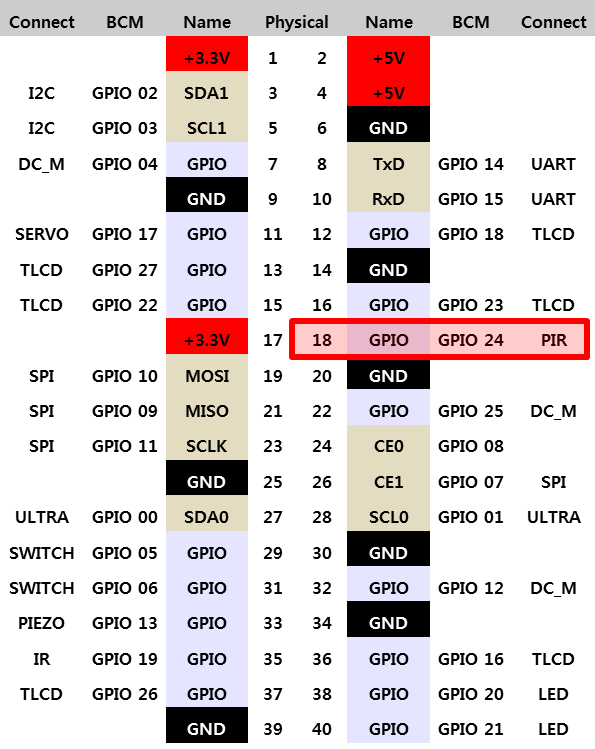 Connect BCM Name Physical Name BCM Connect
+3.3V 1 2 +5V
I2C GPIO 02 SDA1 3 4 +5V
I2C GPIO 03 SCL1 5 6 GND
DC_M GPIO 04 GPIO 7 8 TxD GPIO 14 UART
GND 9 10 RxD GPIO 15 UART
SERVO GPIO 17 GPIO 11 12 GPIO GPIO 18 TLCD
TLCD GPIO 27 GPIO 13 14 GND
TLCD GPIO 22 GPIO 15 16 GPIO GPIO 23 TLCD
+3.3V 17 18 GPIO GPIO 24 PIR
SPI GPIO 10 MOSI 19 20 GND
SPI GPIO 09 MISO 21 22 GPIO GPIO 25 DC_M
SPI GPIO 11 SCLK 23 24 CE0 GPIO 08
GND 25 26 CE1 GPIO 07 SPI
ULTRA GPIO 00 SDA0 27 28 SCL0 GPIO 01 ULTRA
SWITCH GPIO 05 GPIO 29 30 GND
SWITCH GPIO 06 GPIO 31 32 GPIO GPIO 12 DC_M
PIEZO GPIO 13 GPIO 33 34 GND
IR GPIO 19 GPIO 35 36 GPIO GPIO 16 TLCD
TLCD GPIO 26 GPIO 37 38 GPIO GPIO 20 LED
GND 39 40 GPIO GPIO 21 LED